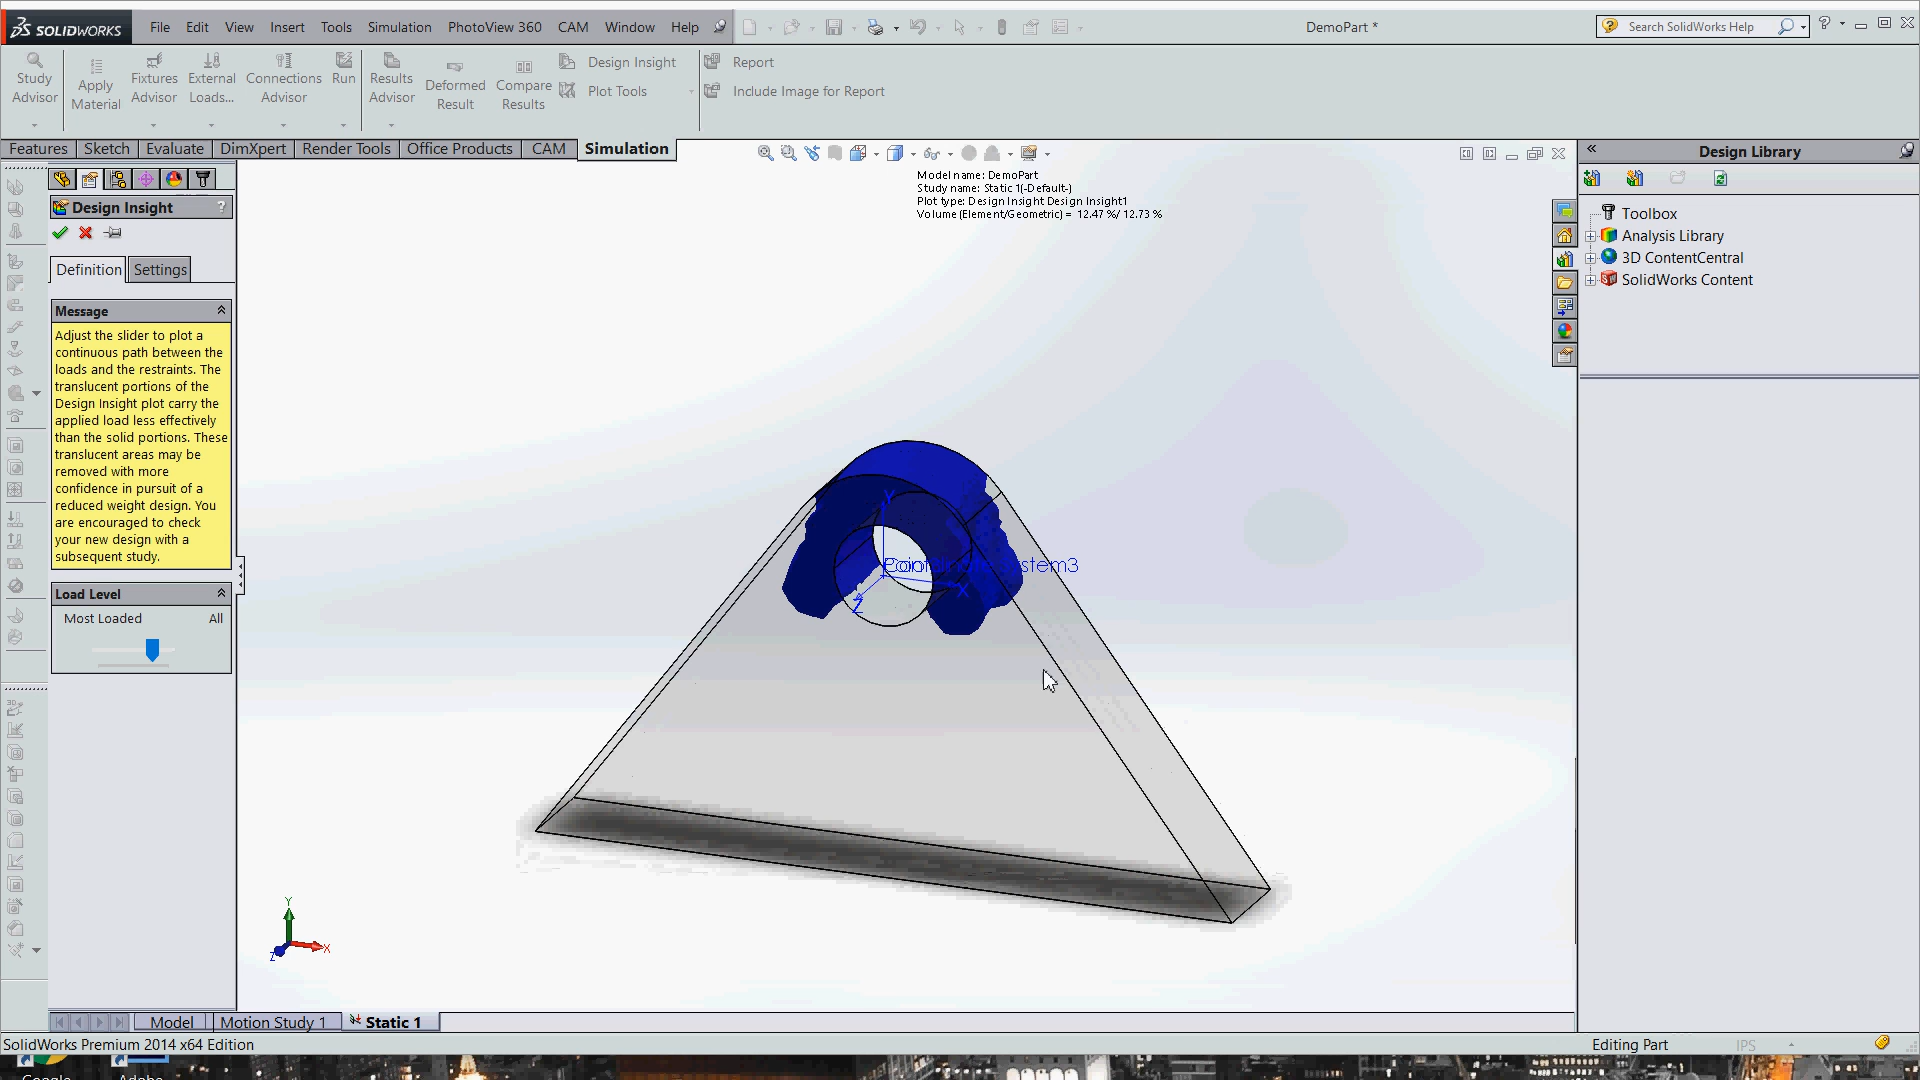 SOLIDWORKS File Edit View Insert Tools Simulation PhotoView 360 CAM Window Help DemoPart * Search SolidWorks Help
Study Advisor
Apply Material
Fixtures Advisor
External Loads...
Connections Advisor
Run
Results Advisor
Deformed Result
Compare Results
Design Insight
Plot Tools
Report
Include Image for Report
Features Sketch Evaluate DimXpert Render Tools Office Products CAM Simulation
Design Insight ?
Definition Settings
Message
Adjust the slider to plot a
continuous path between the
loads and the restraints. The
translucent portions of the
Design Insight plot carry the
applied load less effectively
than the solid portions. These
translucent areas may be
removed with more
confidence in pursuit of a
reduced weight design. You
are encouraged to check
your new design with a
subsequent study.
Load Level
Most Loaded All
Model name: DemoPart
Study name: Static 1(-Default-)
Plot type: Design Insight Design Insight1
Volume (Element/Geometric) = 12.47 %/ 12.73 %
Y
X
Z
Y
X
Z
Design Library
Toolbox
Analysis Library
3D ContentCentral
SolidWorks Content
Model Motion Study 1 Static 1
SolidWorks Premium 2014 x64 Edition Editing Part IPS
Google Adobe